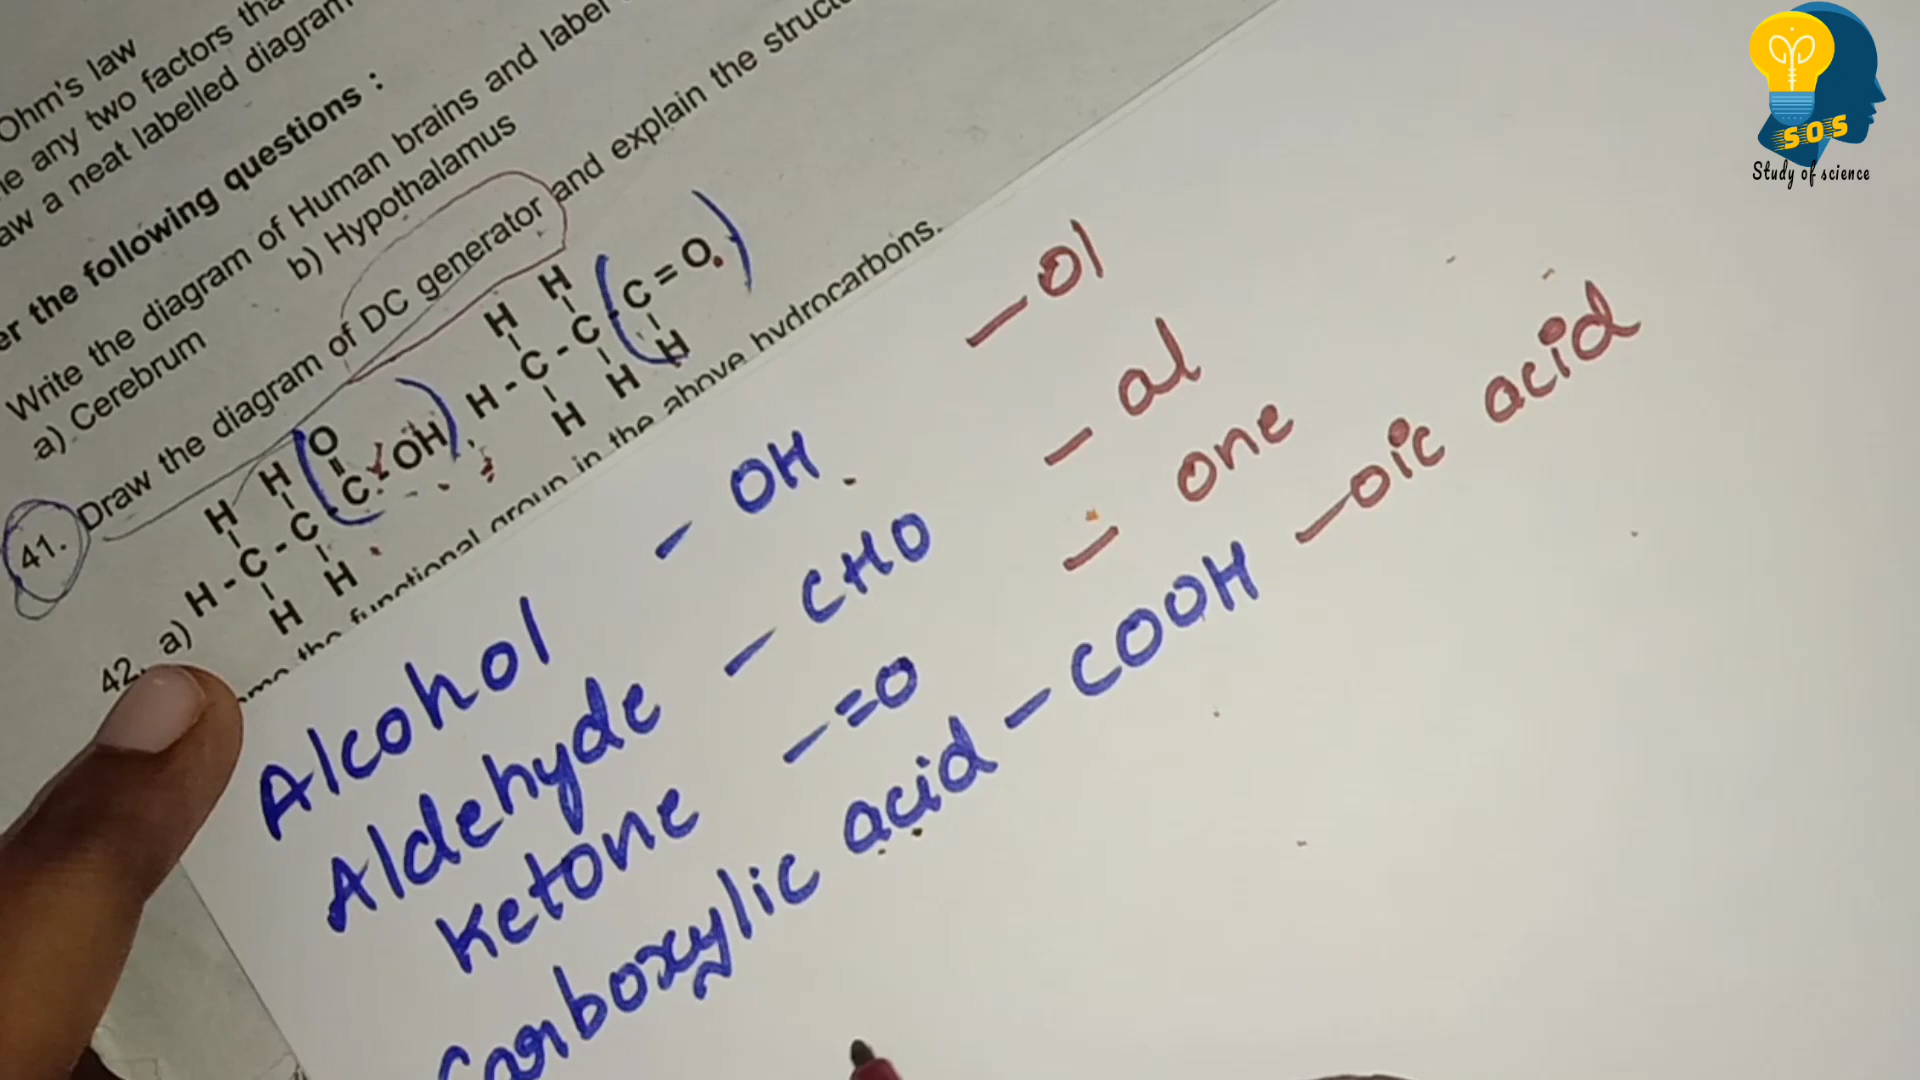 Ohm's law
any two factors
a neat labelled diagram
the following questions :
Write the diagram of Human brains and label
a) Cerebrum b) Hypothalamus
41. Draw the diagram of DC generator and explain the
42. a)
H H O H H
H - C - C - C - OH , H - C - C - C = O
H H H H H
the functional group in the above hydrocarbons.
Alcohol - OH - Ol
Aldehyde - CHO - al
Ketone - =O - one
Carboxylic acid - COOH - oic acid
SOS
Study of science